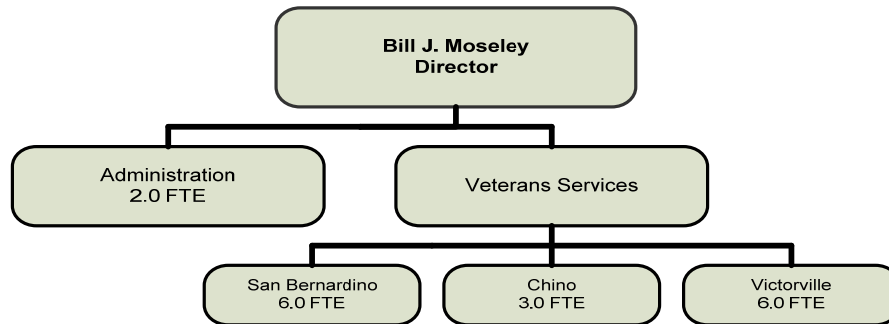 Bill J. Moseley
Director
Administration
2.0 FTE
Veterans Services
San Bernardino
6.0 FTE
Chino
3.0 FTE
Victorville
6.0 FTE